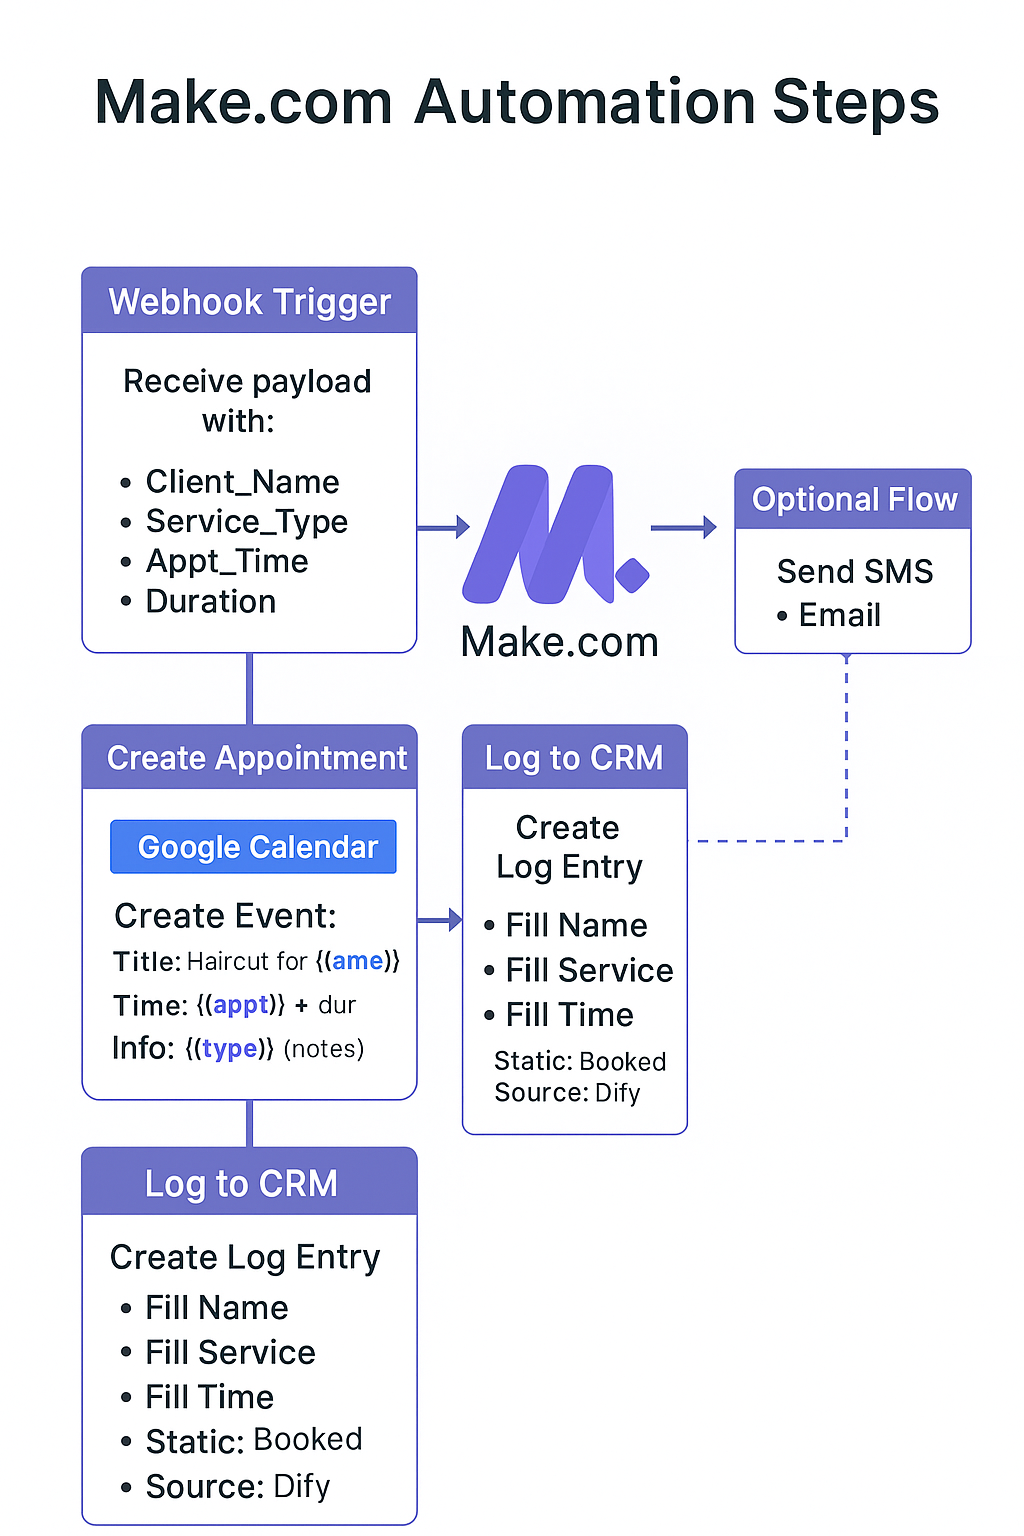 Make.com Automation Steps
Webhook Trigger
Receive payload
with:
• Client_Name
• Service_Type
• Appt_Time
• Duration
Make.com
Optional Flow
Send SMS
• Email
Create Appointment
Google Calendar
Create Event:
Title: Haircut for {(ame)}
Time: {(appt)} + dur
Info: {(type)} (notes)
Log to CRM
Create
Log Entry
• Fill Name
• Fill Service
• Fill Time
Static: Booked
Source: Dify
Log to CRM
Create Log Entry
• Fill Name
• Fill Service
• Fill Time
• Static: Booked
• Source: Dify